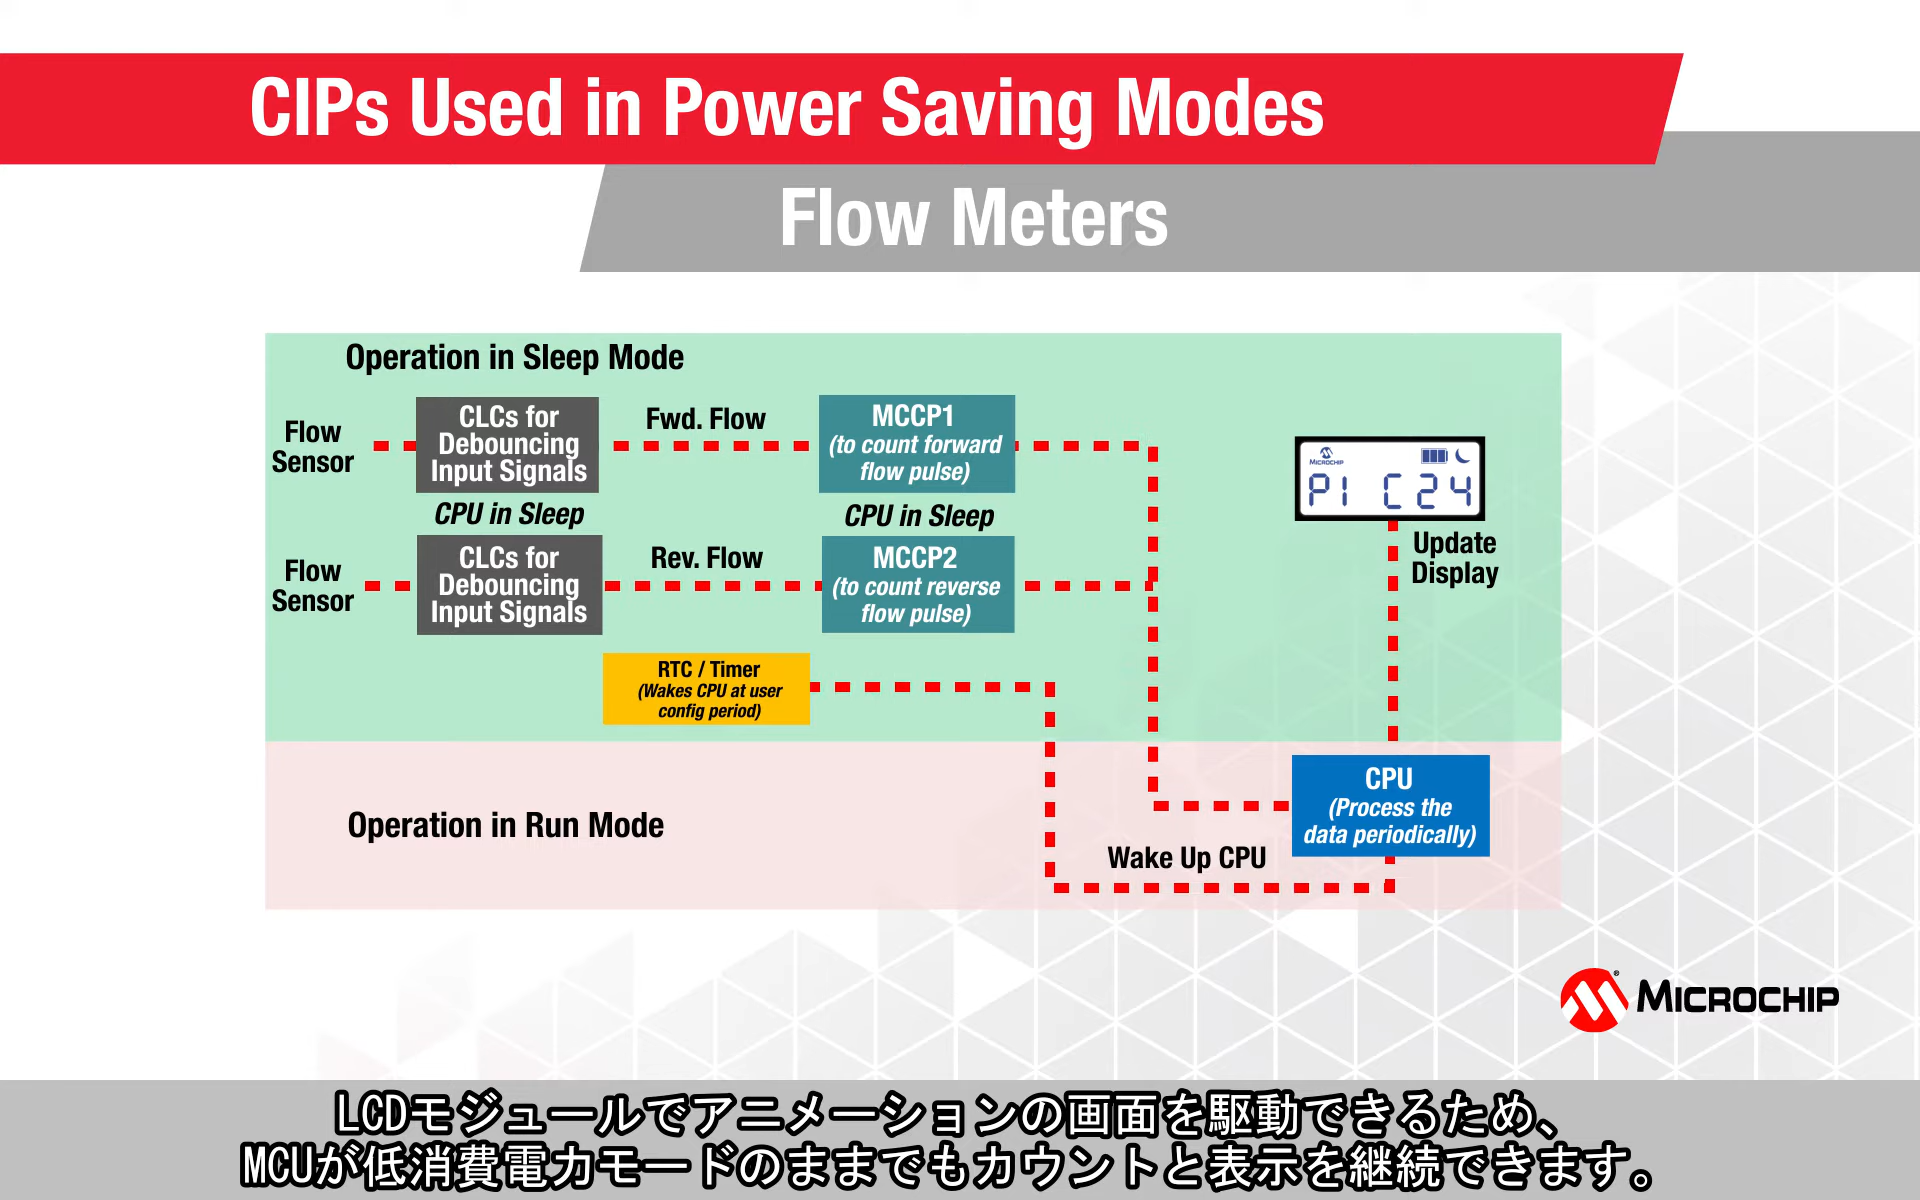 CIPs Used in Power Saving Modes
Flow Meters
Operation in Sleep Mode
Flow
Sensor
CLCs for
Debouncing
Input Signals
Fwd. Flow
MCCP1
(to count forward
flow pulse)
CPU in Sleep
CPU in Sleep
Flow
Sensor
CLCs for
Debouncing
Input Signals
Rev. Flow
MCCP2
(to count reverse
flow pulse)
MICROCHIP
PI C24
Update
Display
RTC / Timer
(Wakes CPU at user
config period)
Operation in Run Mode
CPU
(Process the
data periodically)
Wake Up CPU
MICROCHIP
LCDモジュールでアニメーションの画面を駆動できるため、
MCUが低消費電力モードのままでもカウントと表示を継続できます。